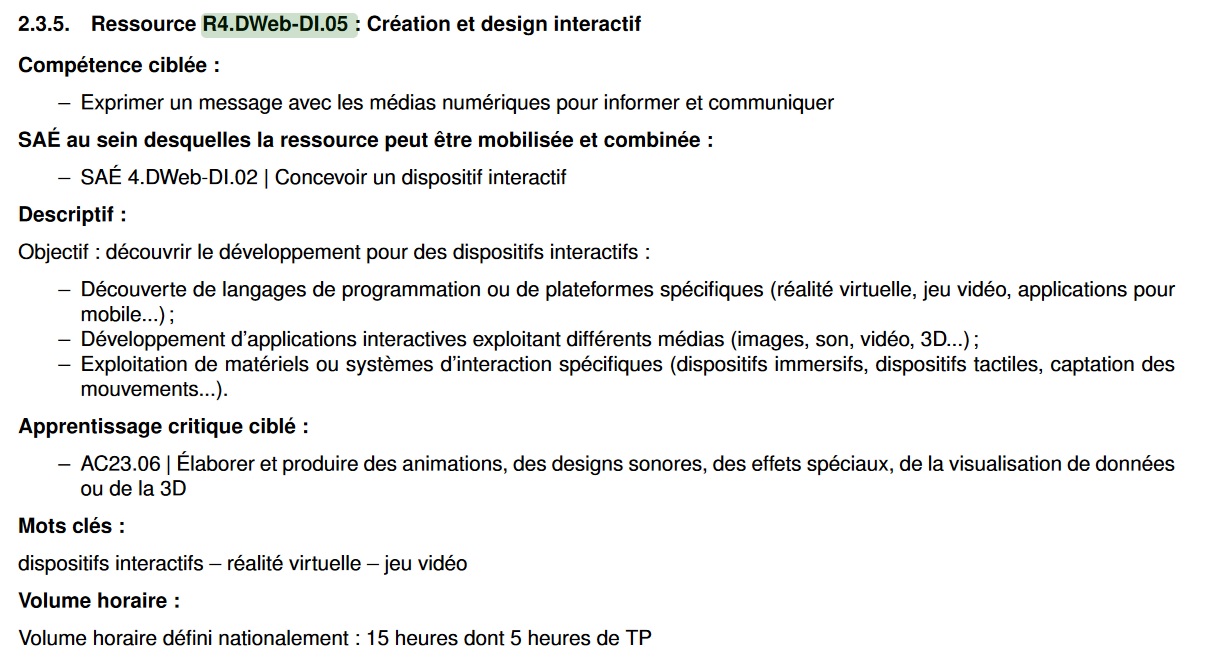 2.3.5. Ressource R4.DWeb-DI.05 : Création et design interactif
Compétence ciblée :
– Exprimer un message avec les médias numériques pour informer et communiquer
SAÉ au sein desquelles la ressource peut être mobilisée et combinée :
– SAÉ 4.DWeb-DI.02 | Concevoir un dispositif interactif
Descriptif :
Objectif : découvrir le développement pour des dispositifs interactifs :
– Découverte de langages de programmation ou de plateformes spécifiques (réalité virtuelle, jeu vidéo, applications pour
mobile...) ;
– Développement d’applications interactives exploitant différents médias (images, son, vidéo, 3D...) ;
– Exploitation de matériels ou systèmes d’interaction spécifiques (dispositifs immersifs, dispositifs tactiles, captation des
mouvements...).
Apprentissage critique ciblé :
– AC23.06 | Élaborer et produire des animations, des designs sonores, des effets spéciaux, de la visualisation de données
ou de la 3D
Mots clés :
dispositifs interactifs – réalité virtuelle – jeu vidéo
Volume horaire :
Volume horaire défini nationalement : 15 heures dont 5 heures de TP